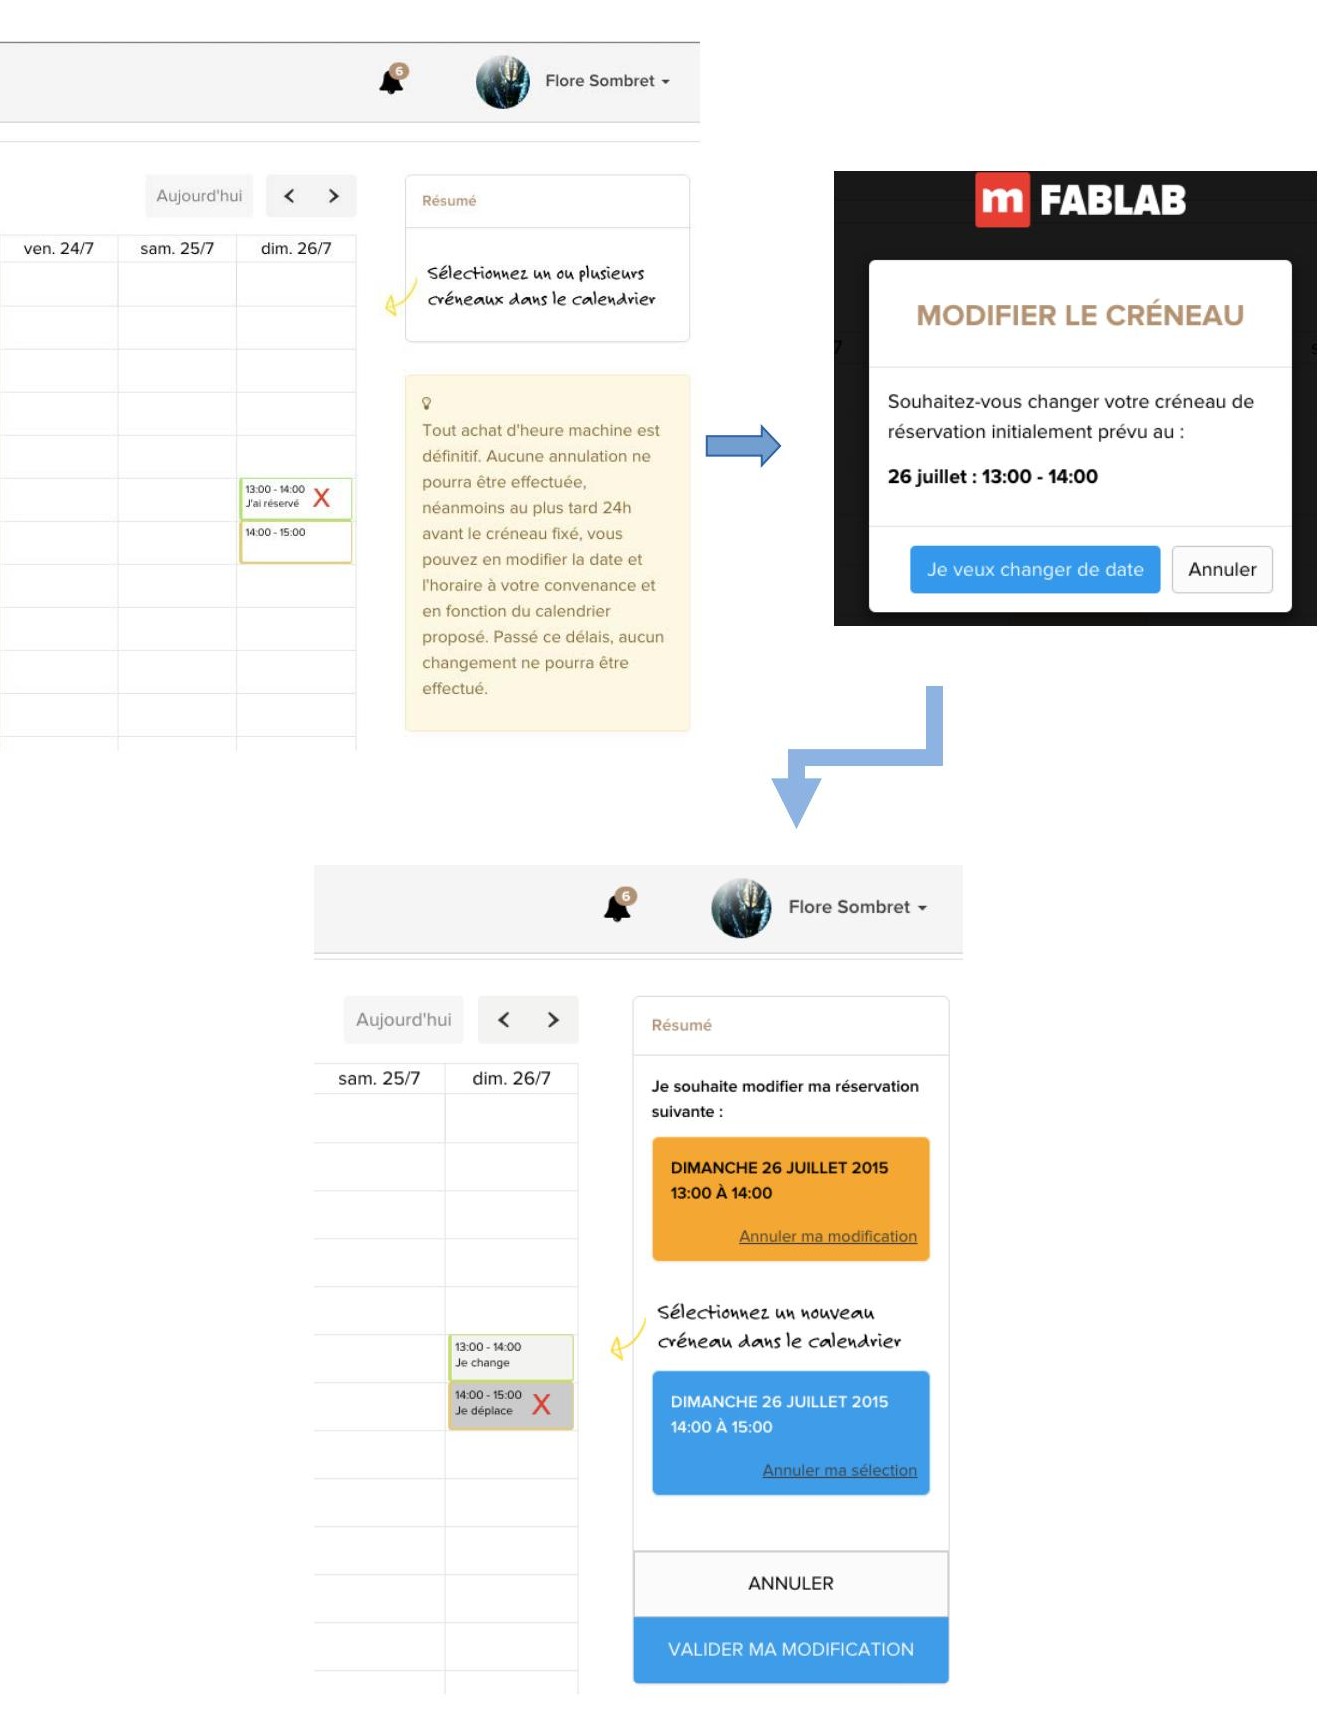 6
Flore Sombret
Aujourd'hui
ven. 24/7
sam. 25/7
dim. 26/7
13:00 - 14:00
J'ai réservé
X
14:00 - 15:00
Résumé
Sélectionnez un ou plusieurs
créneaux dans le calendrier
Tout achat d'heure machine est
définitif. Aucune annulation ne
pourra être effectuée,
néanmoins au plus tard 24h
avant le créneau fixé, vous
pouvez en modifier la date et
l'horaire à votre convenance et
en fonction du calendrier
proposé. Passé ce délais, aucun
changement ne pourra être
effectué.
m FABLAB
MODIFIER LE CRÉNEAU
Souhaitez-vous changer votre créneau de
réservation initialement prévu au :
26 juillet : 13:00 - 14:00
Je veux changer de date
Annuler
6
Flore Sombret
Aujourd'hui
sam. 25/7
dim. 26/7
13:00 - 14:00
Je change
14:00 - 15:00
Je déplace
X
Résumé
Je souhaite modifier ma réservation
suivante :
DIMANCHE 26 JUILLET 2015
13:00 À 14:00
Annuler ma modification
Sélectionnez un nouveau
créneau dans le calendrier
DIMANCHE 26 JUILLET 2015
14:00 À 15:00
Annuler ma sélection
ANNULER
VALIDER MA MODIFICATION